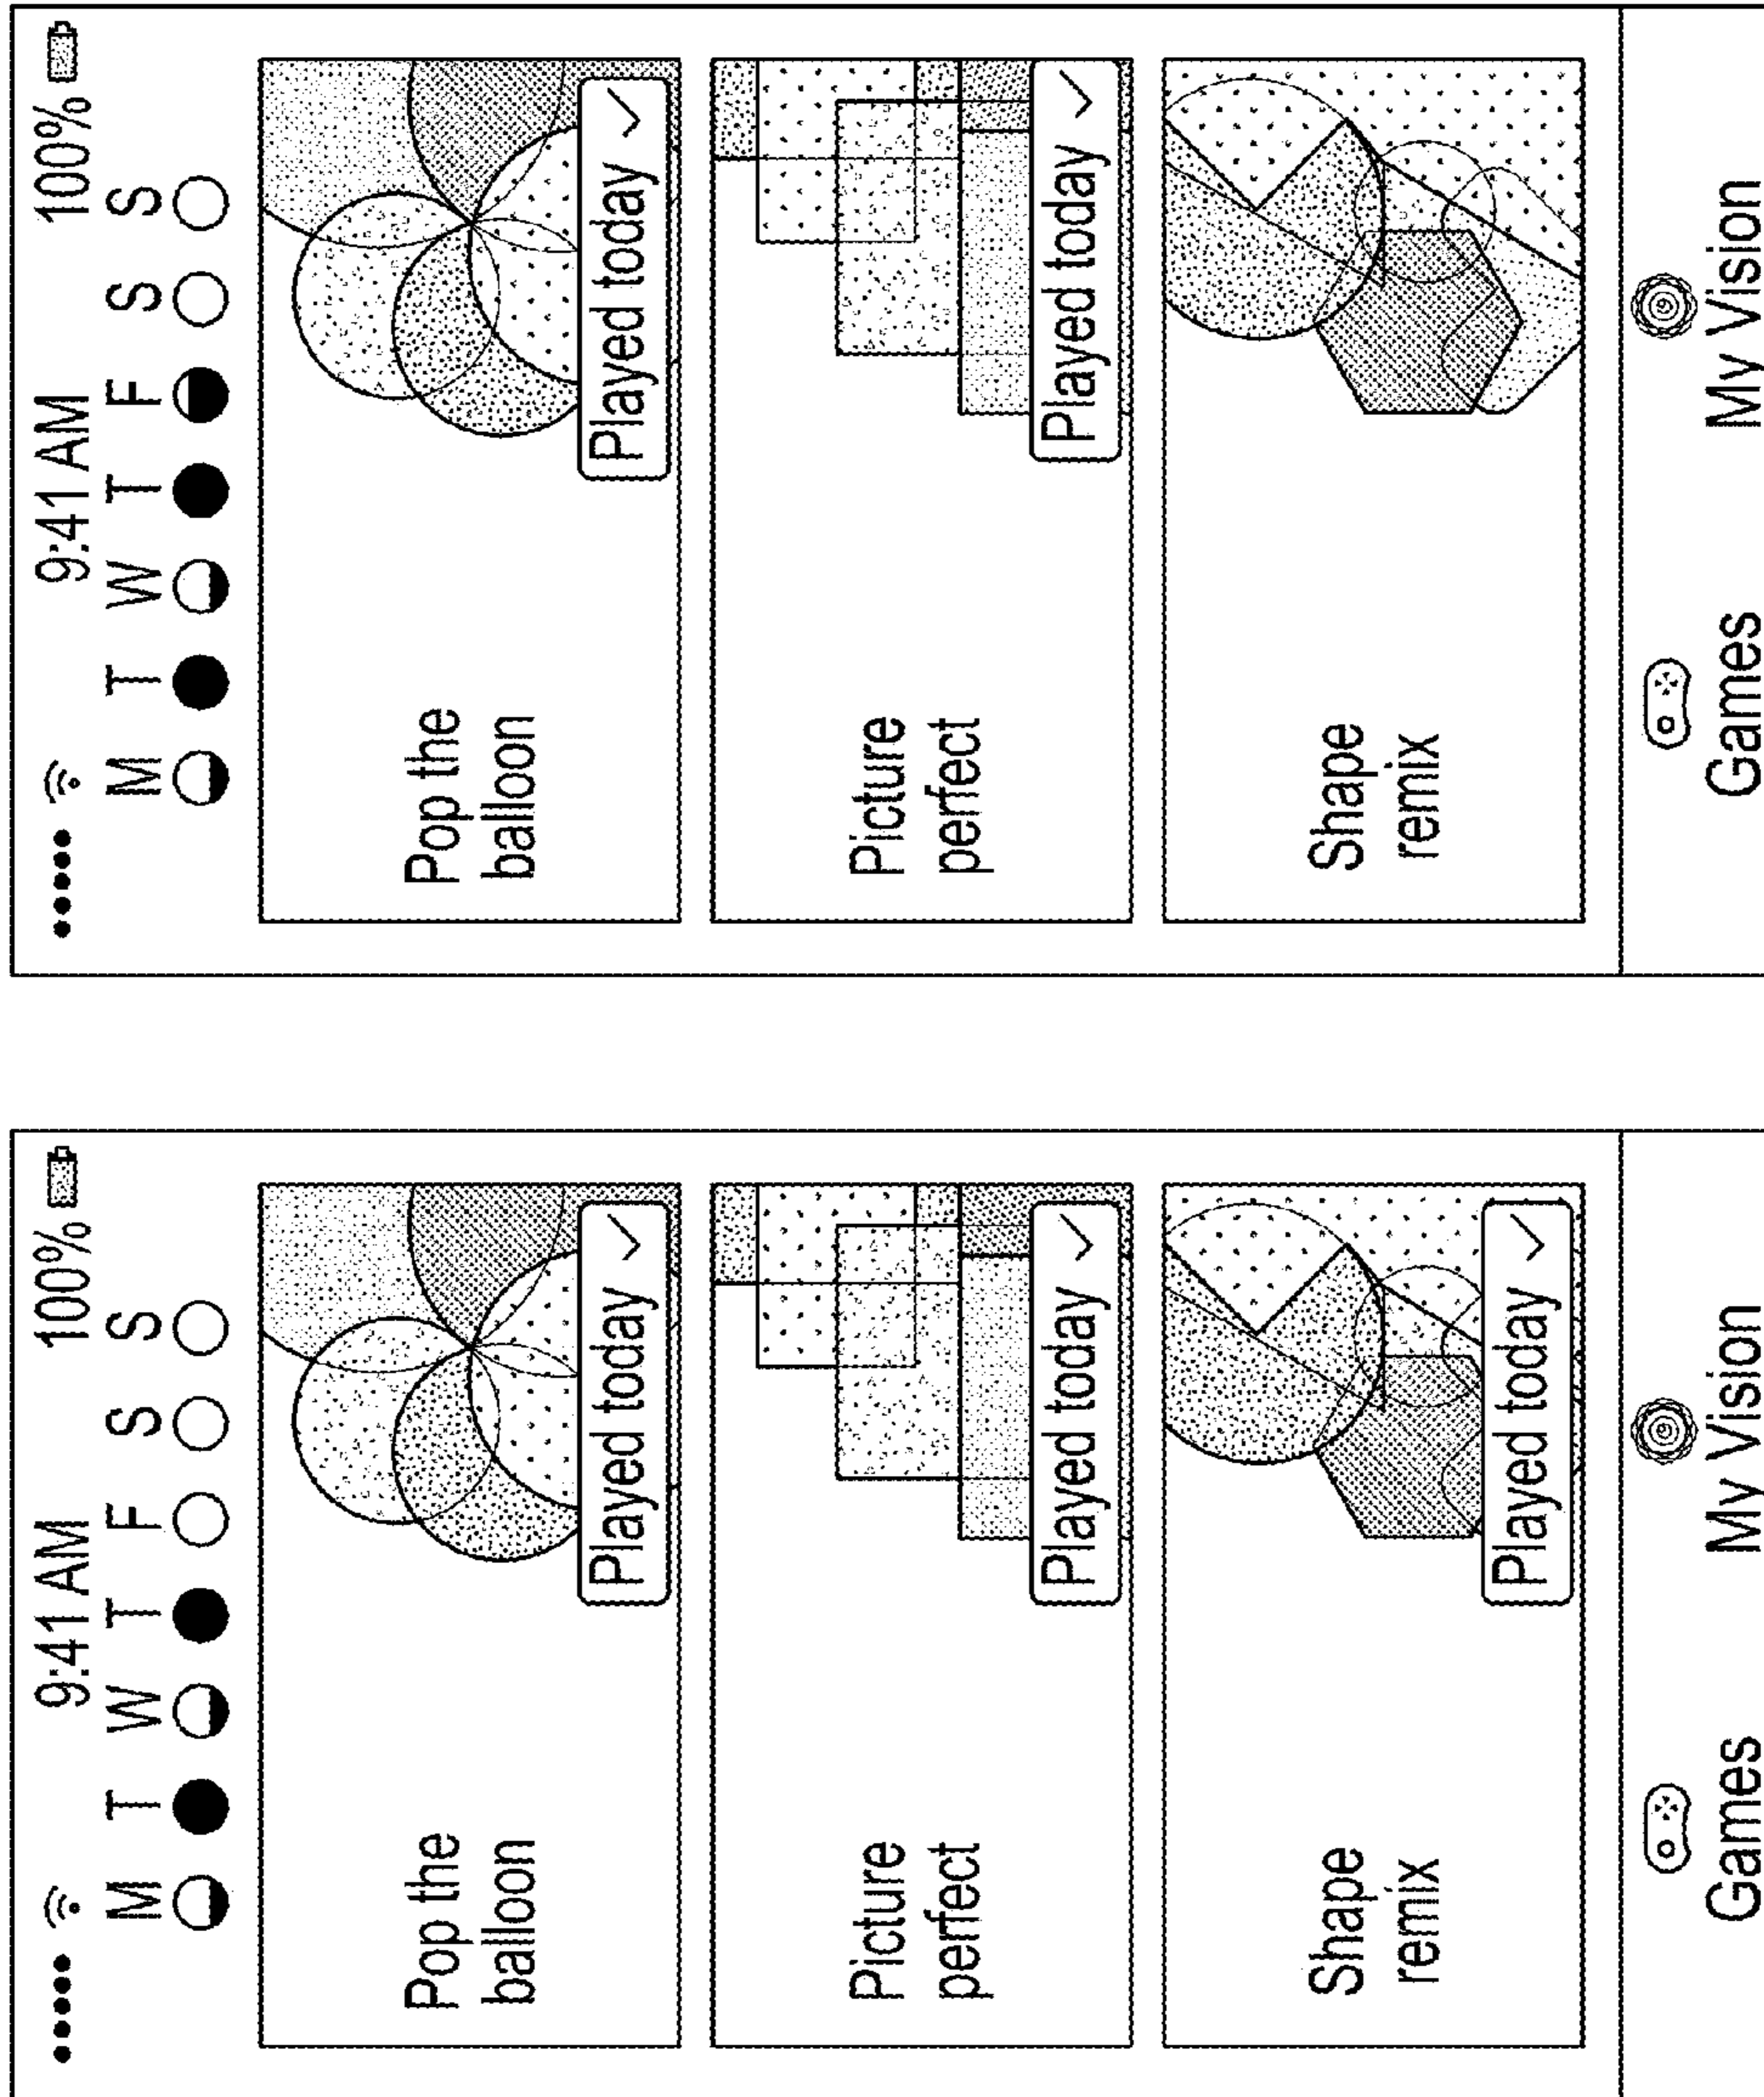 9:41 AM 100%
M T W T F S S
Pop the
balloon
Played today
Picture
perfect
Played today
Shape
remix
Played today
Games My Vision
9:41 AM 100%
M T W T F S S
Pop the
balloon
Played today
Picture
perfect
Played today
Shape
remix
Games My Vision